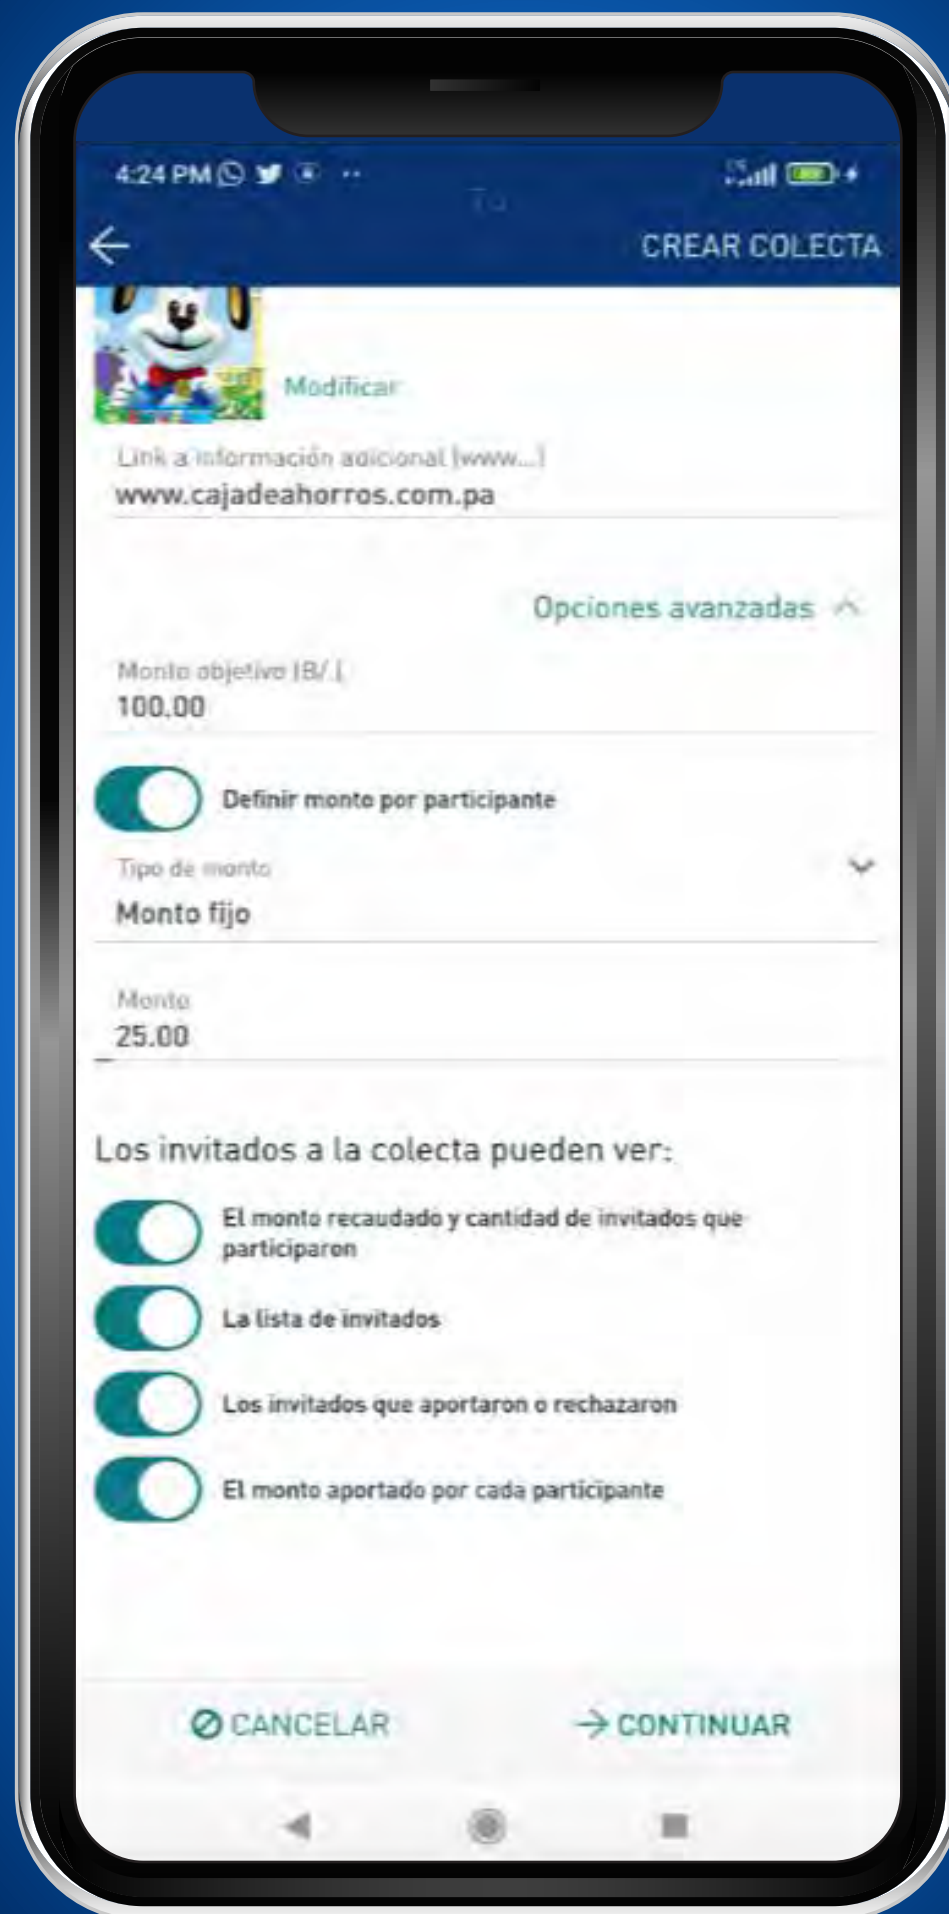 4:24 PM
CREAR COLECTA
Modificar
Link a información adicional (www...)
www.cajadeahorros.com.pa
Opciones avanzadas
Monto objetivo (B/.(
100.00
Definir monto por participante
Tipo de monto
Monto fijo
Monto
25.00
Los invitados a la colecta pueden ver:
El monto recaudado y cantidad de invitados que
participaron
La lista de invitados
Los invitados que aportaron o rechazaron
El monto aportado por cada participante
CANCELAR
CONTINUAR